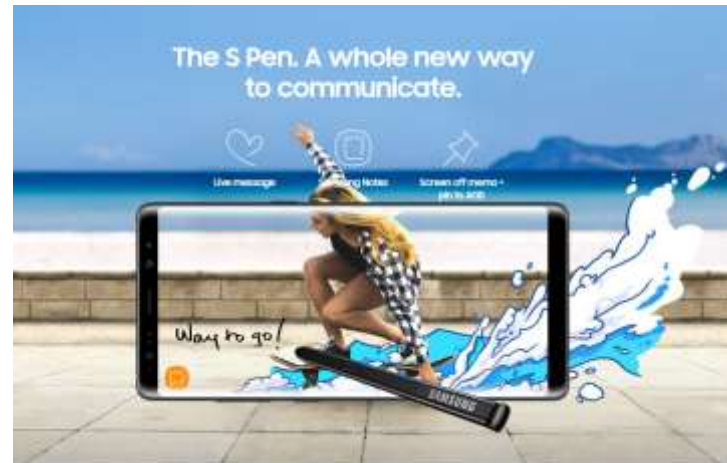 The S Pen. A whole new way
to communicate.
Live message
Notes
Screen off memo +
pin to AOD
Way to go!
SAMSUNG